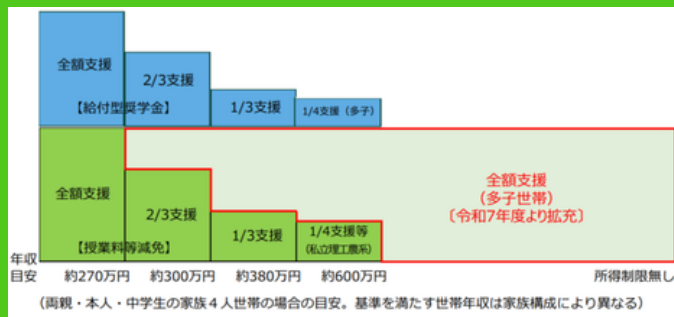 全額支援
2/3支援
【給付型奨学金】
1/3支援
1/4支援（多子）
全額支援
(多子世帯)
〔令和7年度より拡充〕
全額支援
2/3支援
1/3支援
1/4支援等
(私立理工農系)
【授業料等減免】
年収
目安
約270万円
約300万円
約380万円
約600万円
所得制限無し
（両親・本人・中学生の家族４人世帯の場合の目安。基準を満たす世帯年収は家族構成により異なる）